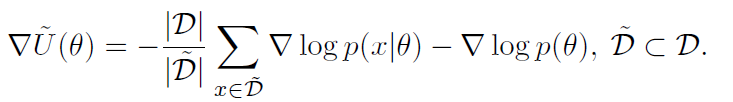 ∇Ũ(θ) = −|𝒟|/|𝒟̃| ∑_{x∈𝒟̃} ∇ log p(x|θ) − ∇ log p(θ), 𝒟̃ ⊂ 𝒟.